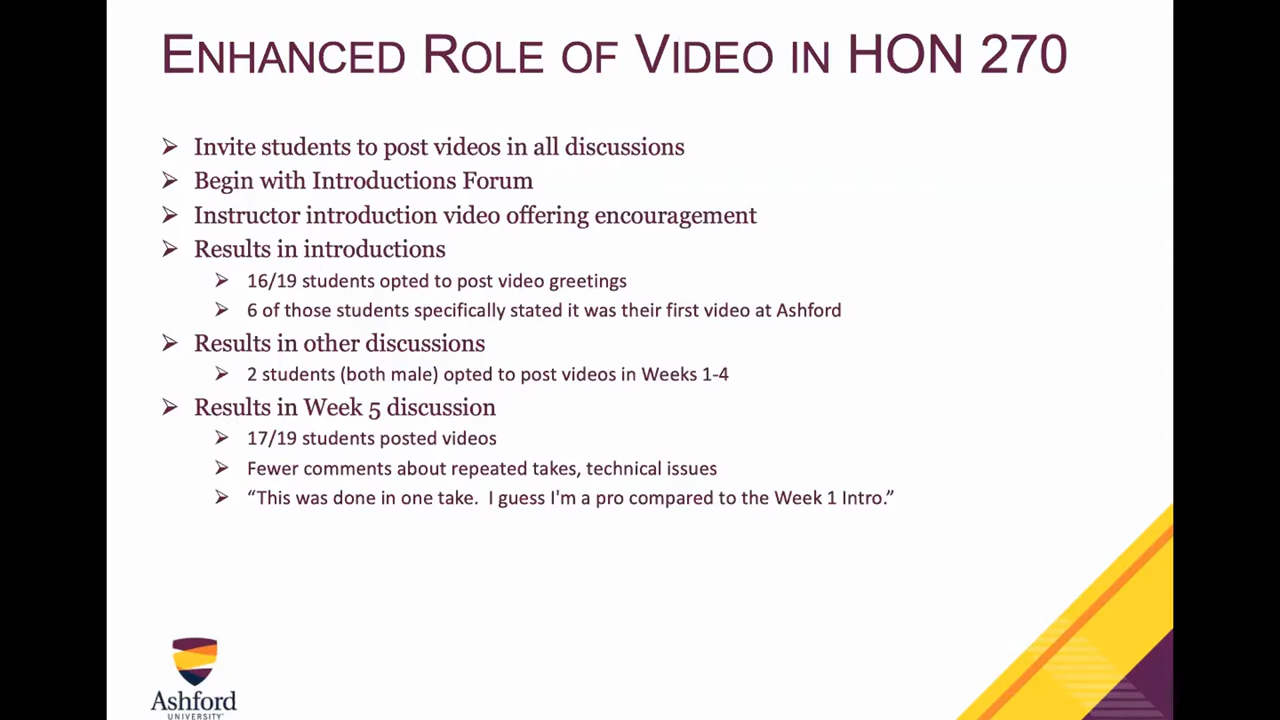 ENHANCED ROLE OF VIDEO IN HON 270
Invite students to post videos in all discussions
Begin with Introductions Forum
Instructor introduction video offering encouragement
Results in introductions
16/19 students opted to post video greetings
6 of those students specifically stated it was their first video at Ashford
Results in other discussions
2 students (both male) opted to post videos in Weeks 1-4
Results in Week 5 discussion
17/19 students posted videos
Fewer comments about repeated takes, technical issues
“This was done in one take.  I guess I'm a pro compared to the Week 1 Intro.”
Ashford
UNIVERSITY